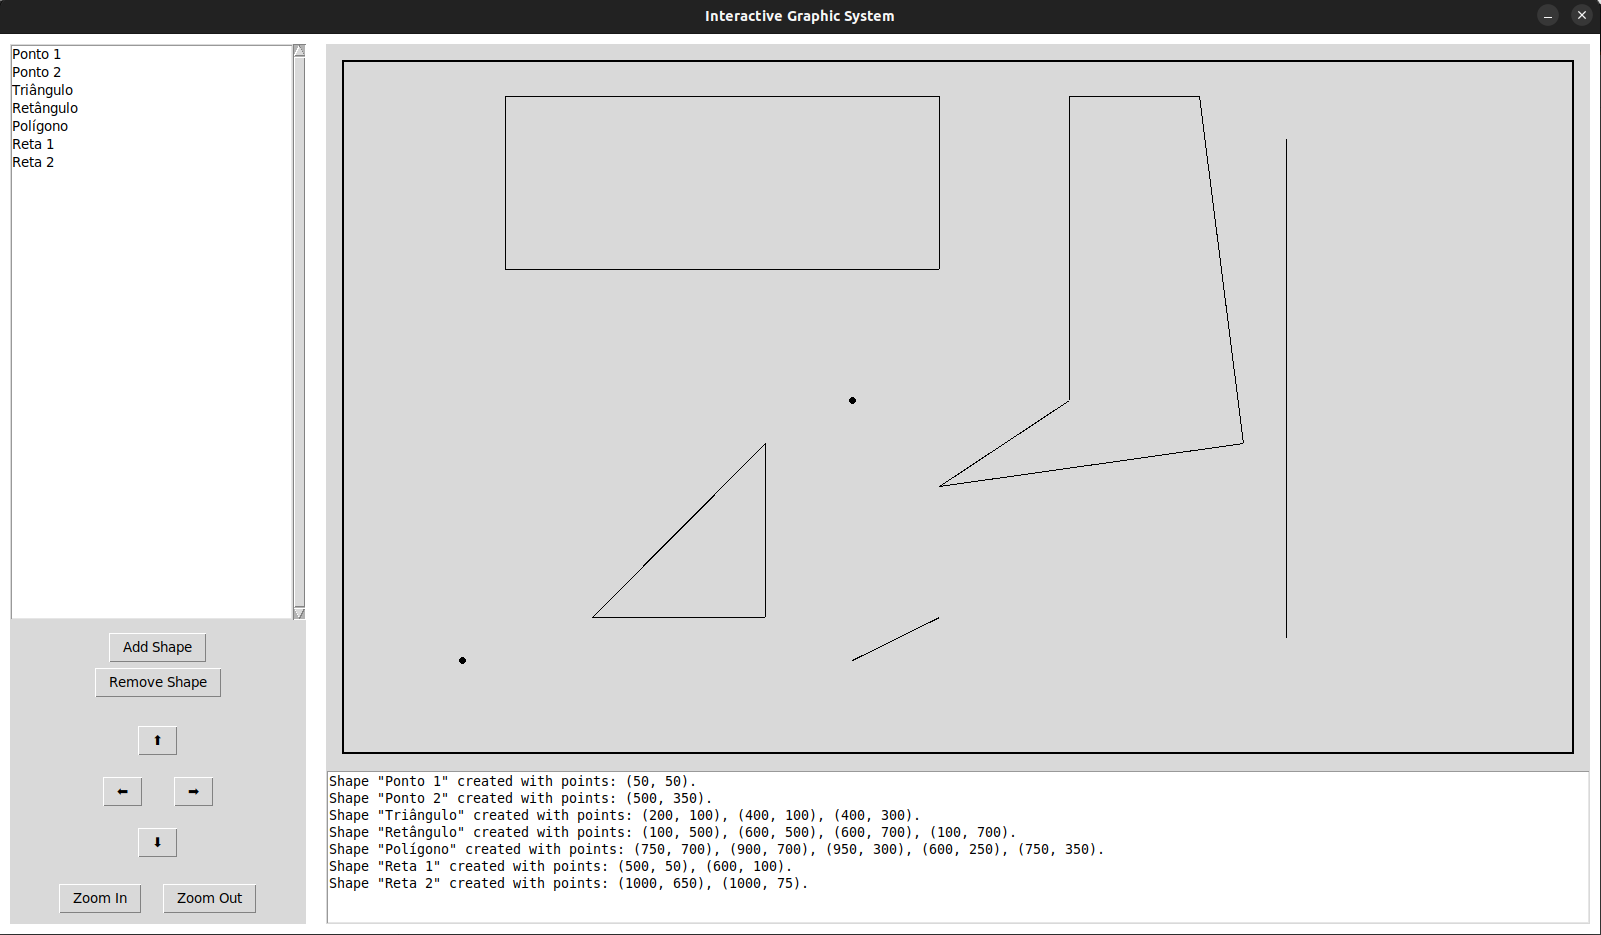 Interactive Graphic System
Ponto 1
Ponto 2
Triângulo
Retângulo
Polígono
Reta 1
Reta 2
Add Shape
Remove Shape
⬆
⬅ ➡
⬇
Zoom In Zoom Out
Shape "Ponto 1" created with points: (50, 50).
Shape "Ponto 2" created with points: (500, 350).
Shape "Triângulo" created with points: (200, 100), (400, 100), (400, 300).
Shape "Retângulo" created with points: (100, 500), (600, 500), (600, 700), (100, 700).
Shape "Polígono" created with points: (750, 700), (900, 700), (950, 300), (600, 250), (750, 350).
Shape "Reta 1" created with points: (500, 50), (600, 100).
Shape "Reta 2" created with points: (1000, 650), (1000, 75).